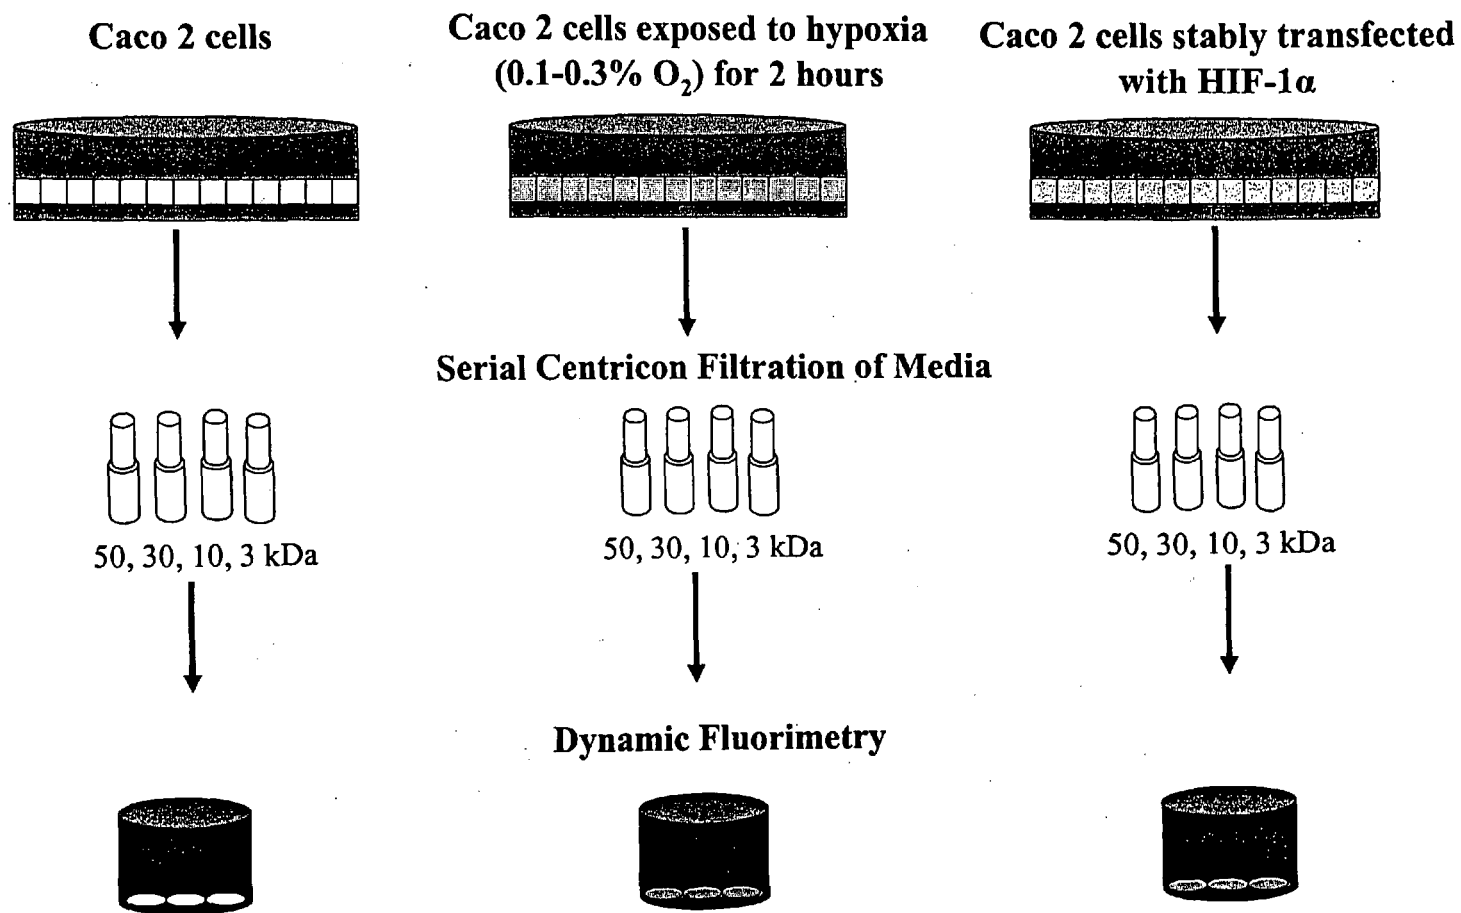 Caco 2 cells
Caco 2 cells exposed to hypoxia
(0.1-0.3% O₂) for 2 hours
Caco 2 cells stably transfected
with HIF-1α
Serial Centricon Filtration of Media
50, 30, 10, 3 kDa
50, 30, 10, 3 kDa
50, 30, 10, 3 kDa
Dynamic Fluorimetry